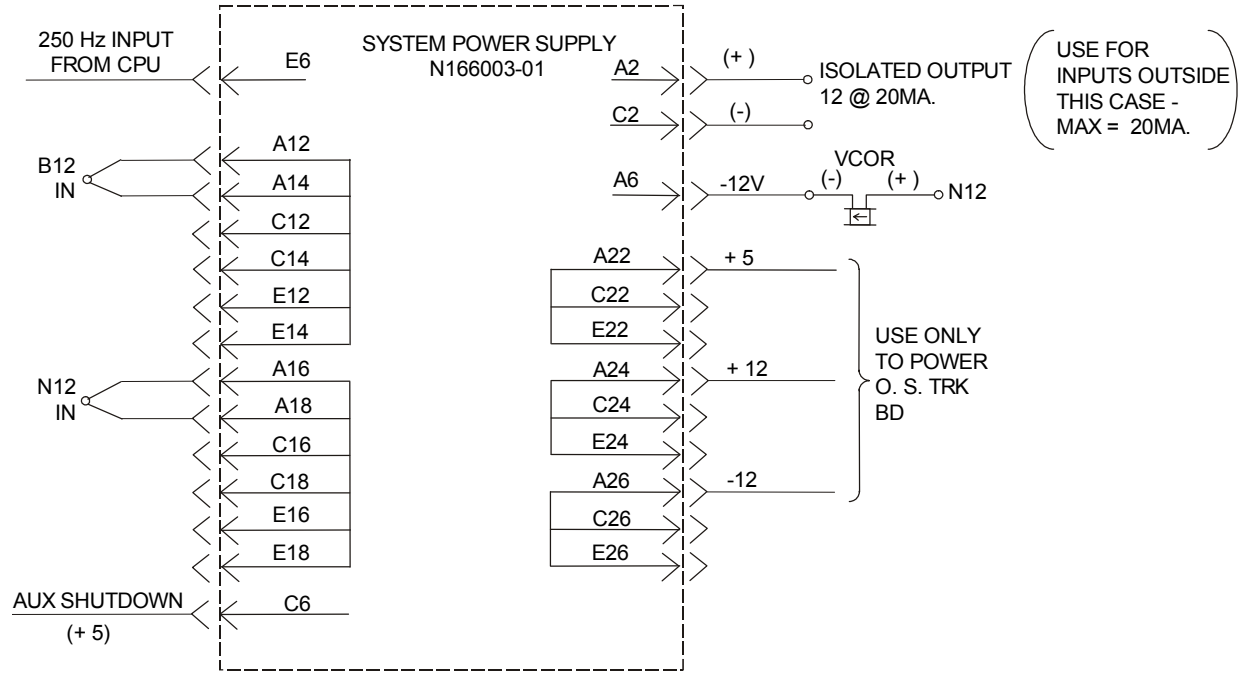 250 Hz INPUT
FROM CPU
E6
SYSTEM POWER SUPPLY
N166003-01
A2
(+ )
ISOLATED OUTPUT
12 @ 20MA.
USE FOR
INPUTS OUTSIDE
THIS CASE -
MAX = 20MA.
C2
(-)
B12
IN
A12
A14
C12
C14
E12
E14
A6
-12V
VCOR
(-)
(+ )
N12
A22
+ 5
C22
E22
A24
+ 12
C24
E24
A26
-12
C26
E26
USE ONLY
TO POWER
O. S. TRK
BD
N12
IN
A16
A18
C16
C18
E16
E18
AUX SHUTDOWN
(+ 5)
C6